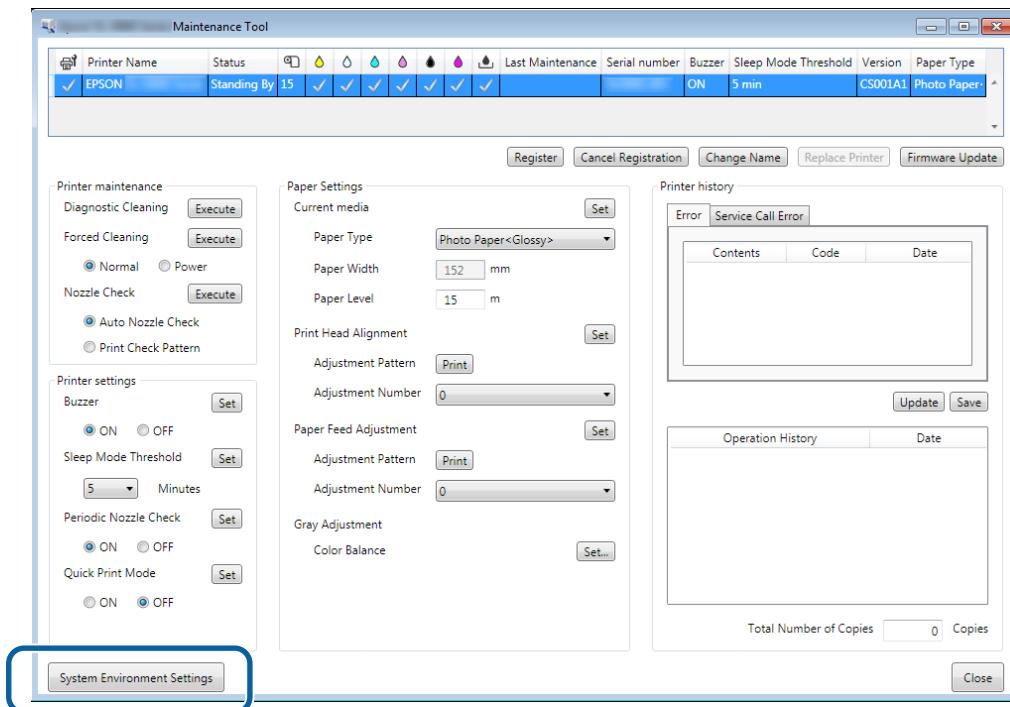 Maintenance Tool
Printer Name Status Last Maintenance Serial number Buzzer Sleep Mode Threshold Version Paper Type
EPSON Standing By 15 ON 5 min CS001A1 Photo Paper
Register Cancel Registration Change Name Replace Printer Firmware Update
Printer maintenance
Diagnostic Cleaning Execute
Forced Cleaning Execute
Normal Power
Nozzle Check Execute
Auto Nozzle Check
Print Check Pattern
Printer settings
Buzzer Set
ON OFF
Sleep Mode Threshold Set
5 Minutes
Periodic Nozzle Check Set
ON OFF
Quick Print Mode Set
ON OFF
Paper Settings
Current media Set
Paper Type Photo Paper<Glossy>
Paper Width 152 mm
Paper Level 15 m
Print Head Alignment Set
Adjustment Pattern Print
Adjustment Number 0
Paper Feed Adjustment Set
Adjustment Pattern Print
Adjustment Number 0
Gray Adjustment
Color Balance Set...
Printer history
Error Service Call Error
Contents Code Date
Update Save
Operation History Date
Total Number of Copies 0 Copies
System Environment Settings Close